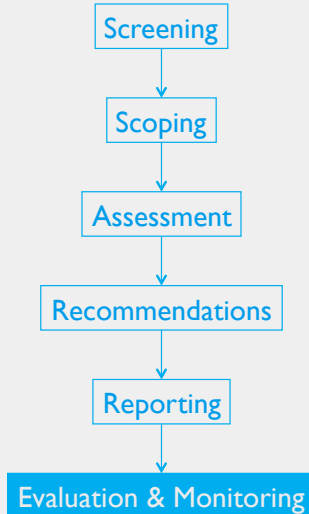 Screening
Scoping
Assessment
Recommendations
Reporting
Evaluation & Monitoring